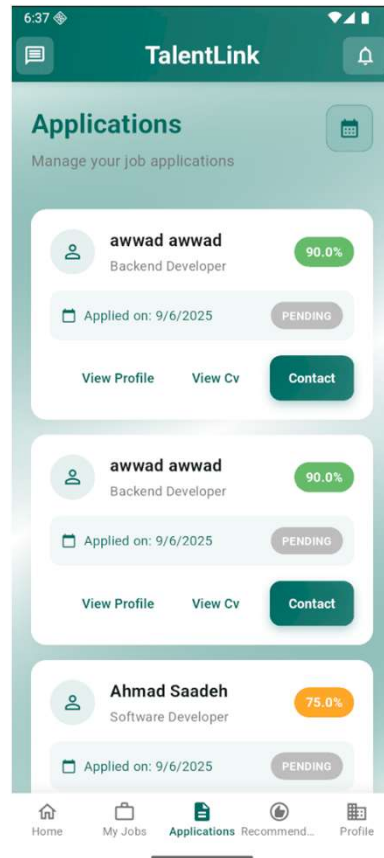 6:37
TalentLink
Applications
Manage your job applications
awwad awwad
Backend Developer
90.0%
Applied on: 9/6/2025
PENDING
View Profile
View Cv
Contact
awwad awwad
Backend Developer
90.0%
Applied on: 9/6/2025
PENDING
View Profile
View Cv
Contact
Ahmad Saadeh
Software Developer
75.0%
Applied on: 9/6/2025
PENDING
Home
My Jobs
Applications
Recommend...
Profile